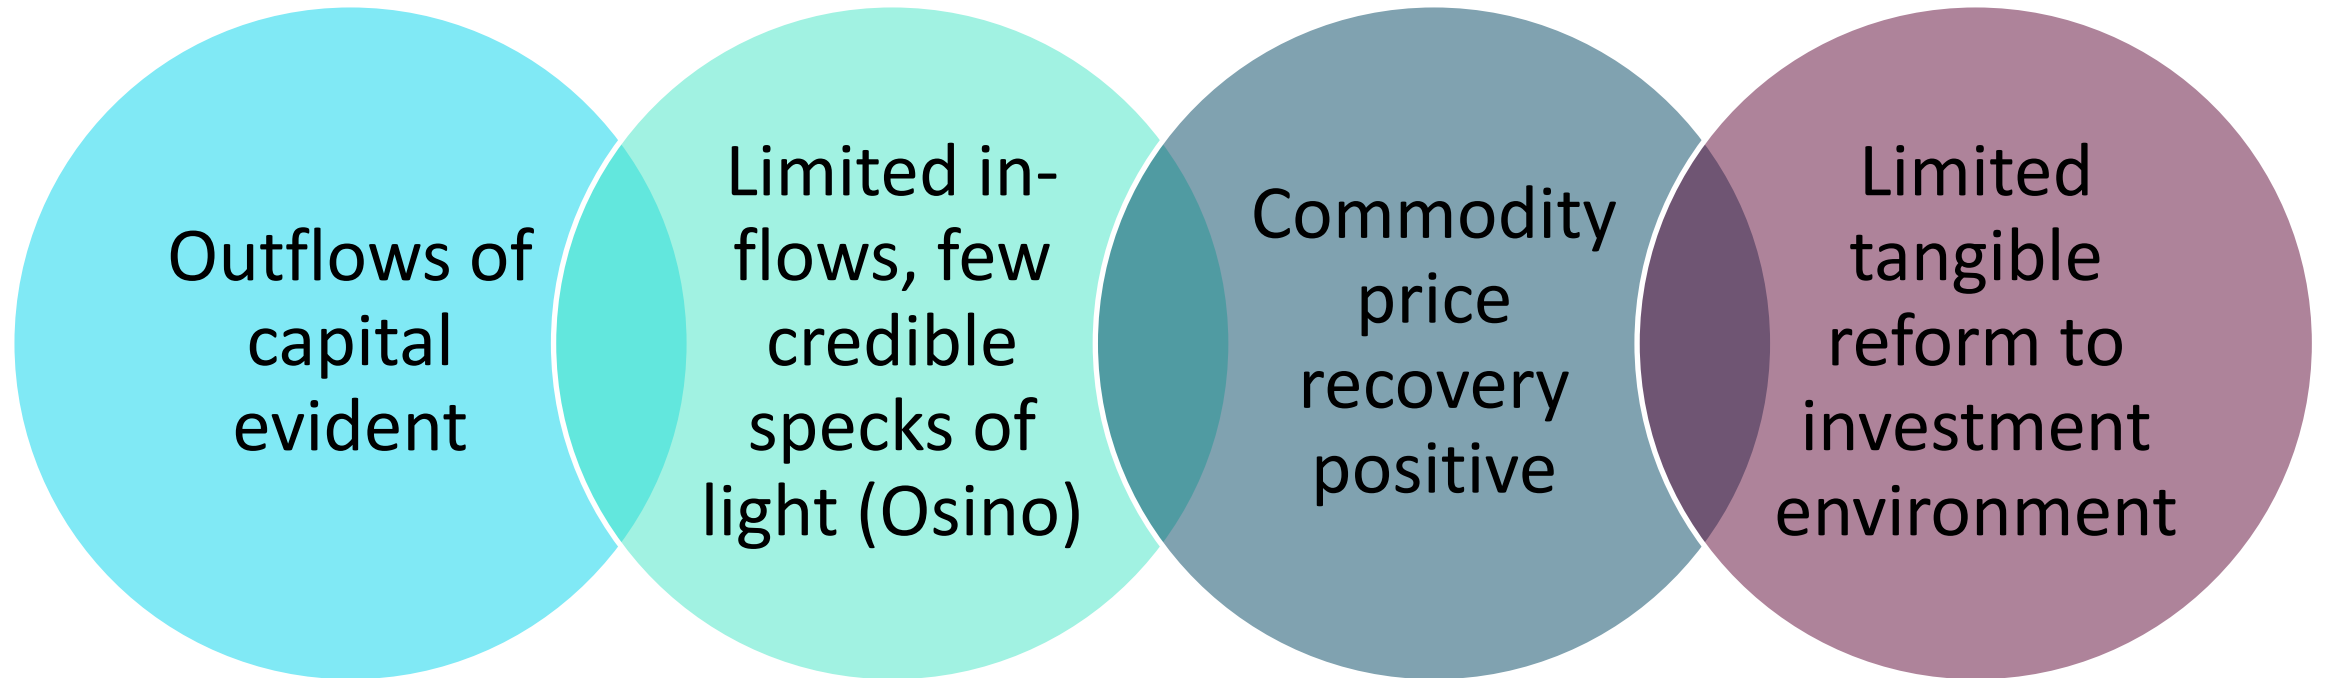 Outflows of
capital
evident
Limited in-
flows, few
credible
specks of
light (Osino)
Commodity
price
recovery
positive
Limited
tangible
reform to
investment
environment